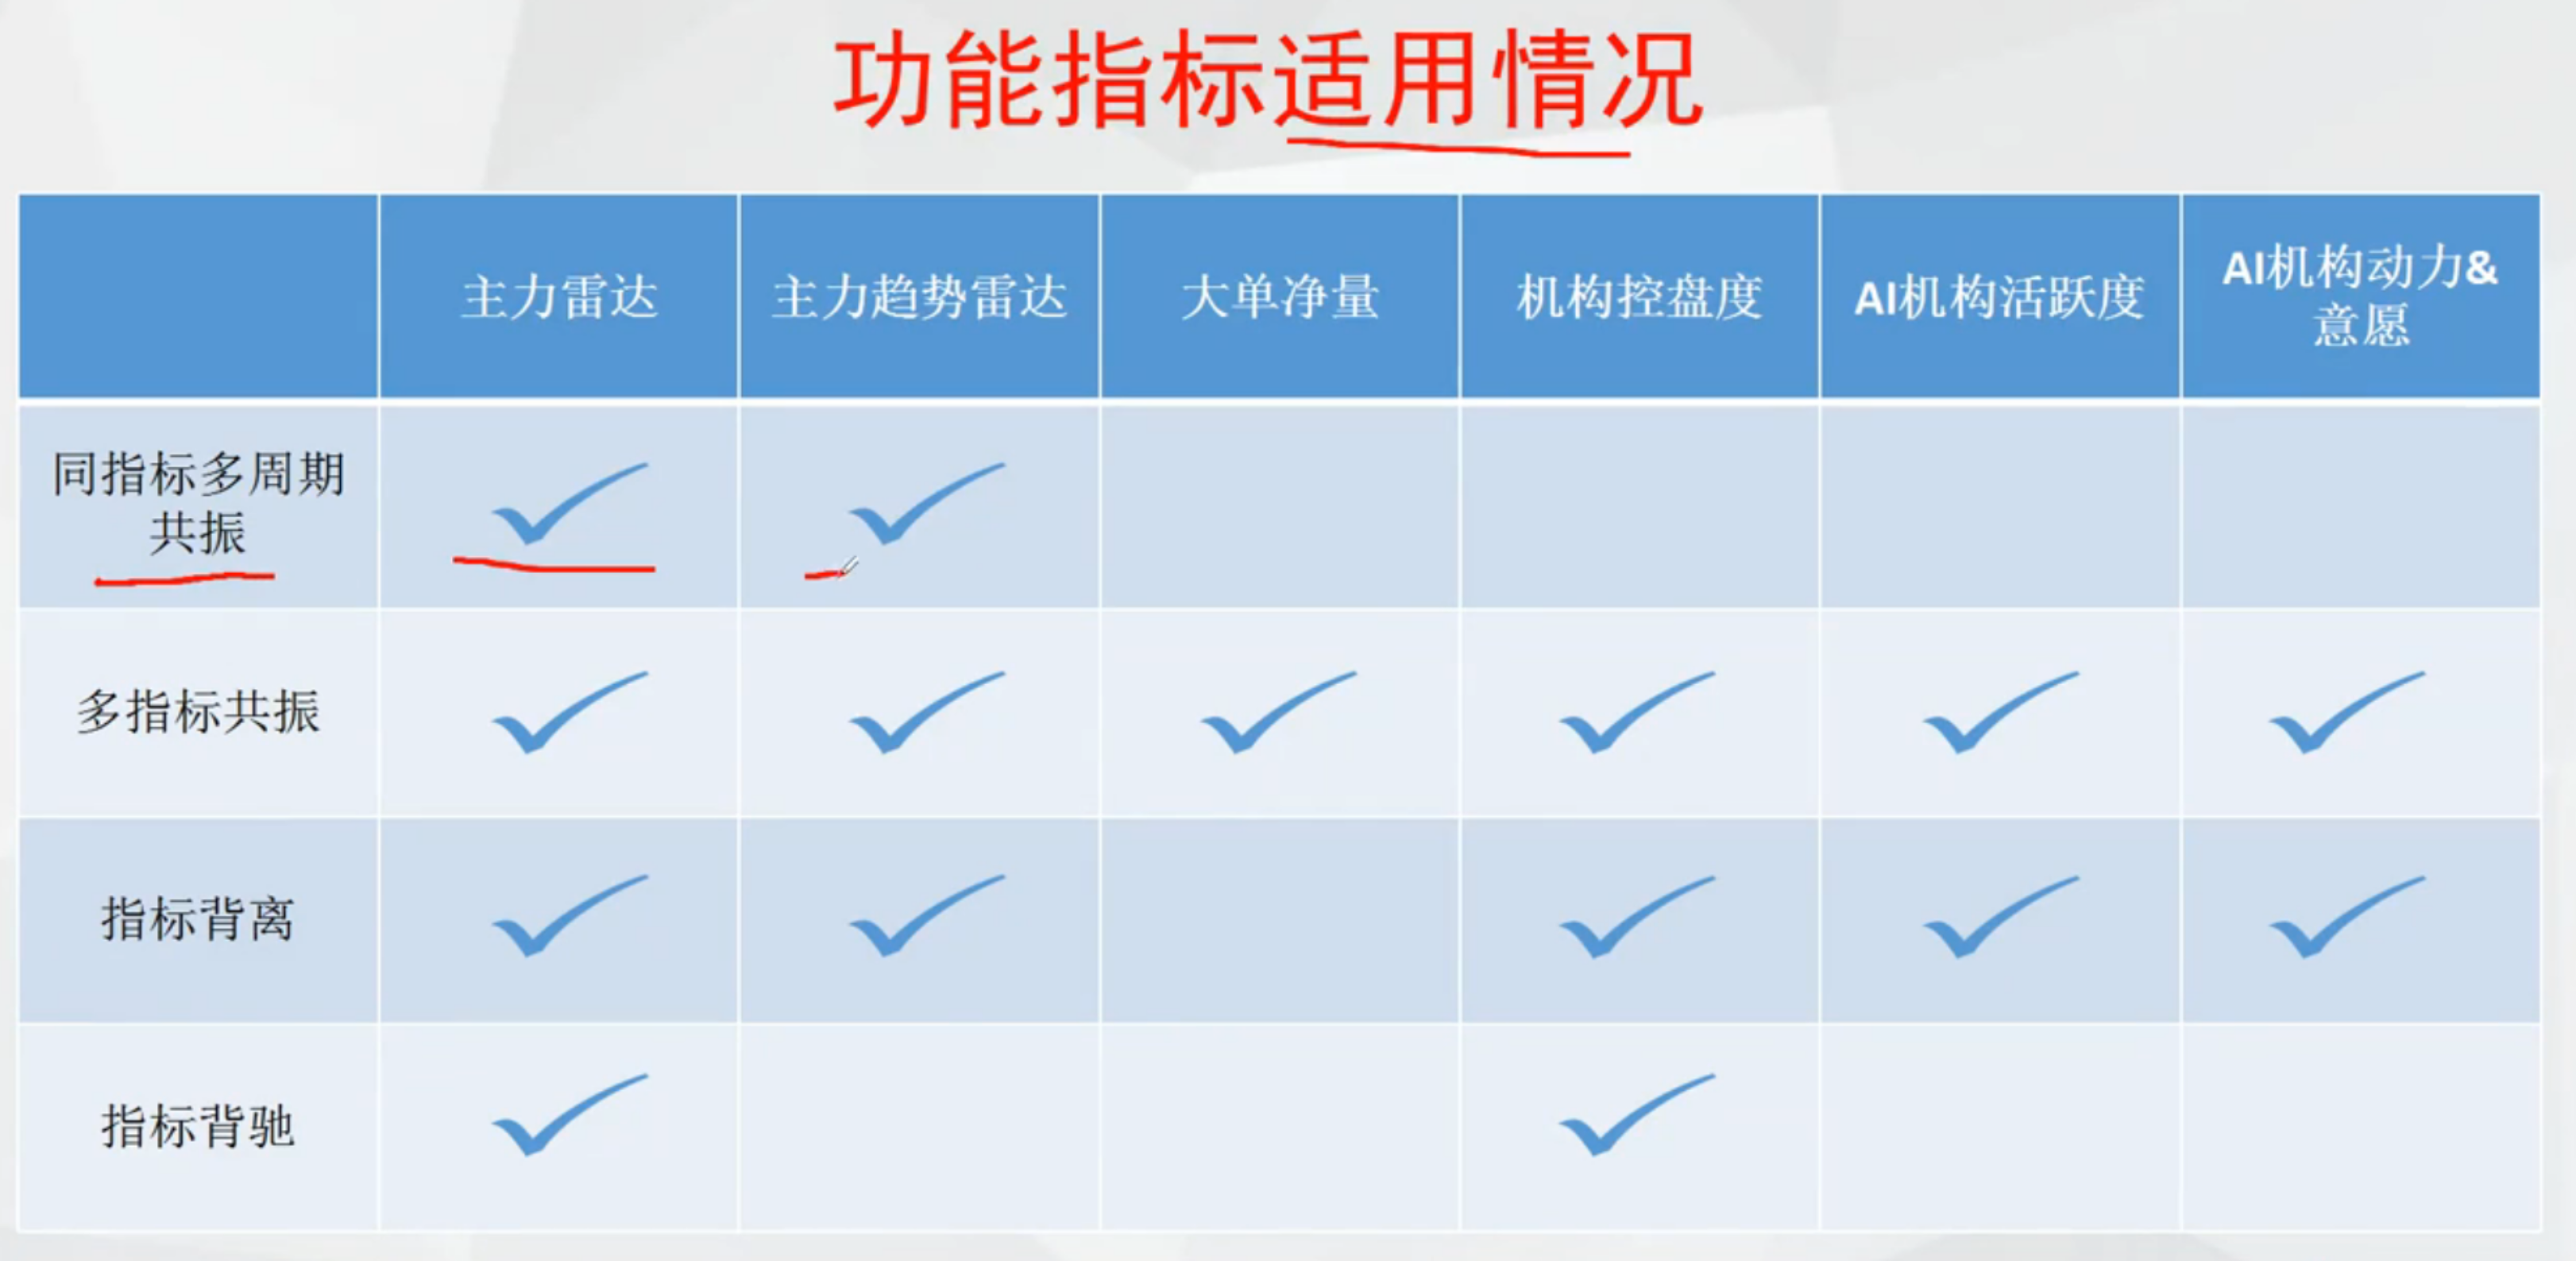 功能指标适用情况
主力雷达
主力趋势雷达
大单净量
机构控盘度
AI机构活跃度
AI机构动力&
意愿
同指标多周期
共振
多指标共振
指标背离
指标背驰